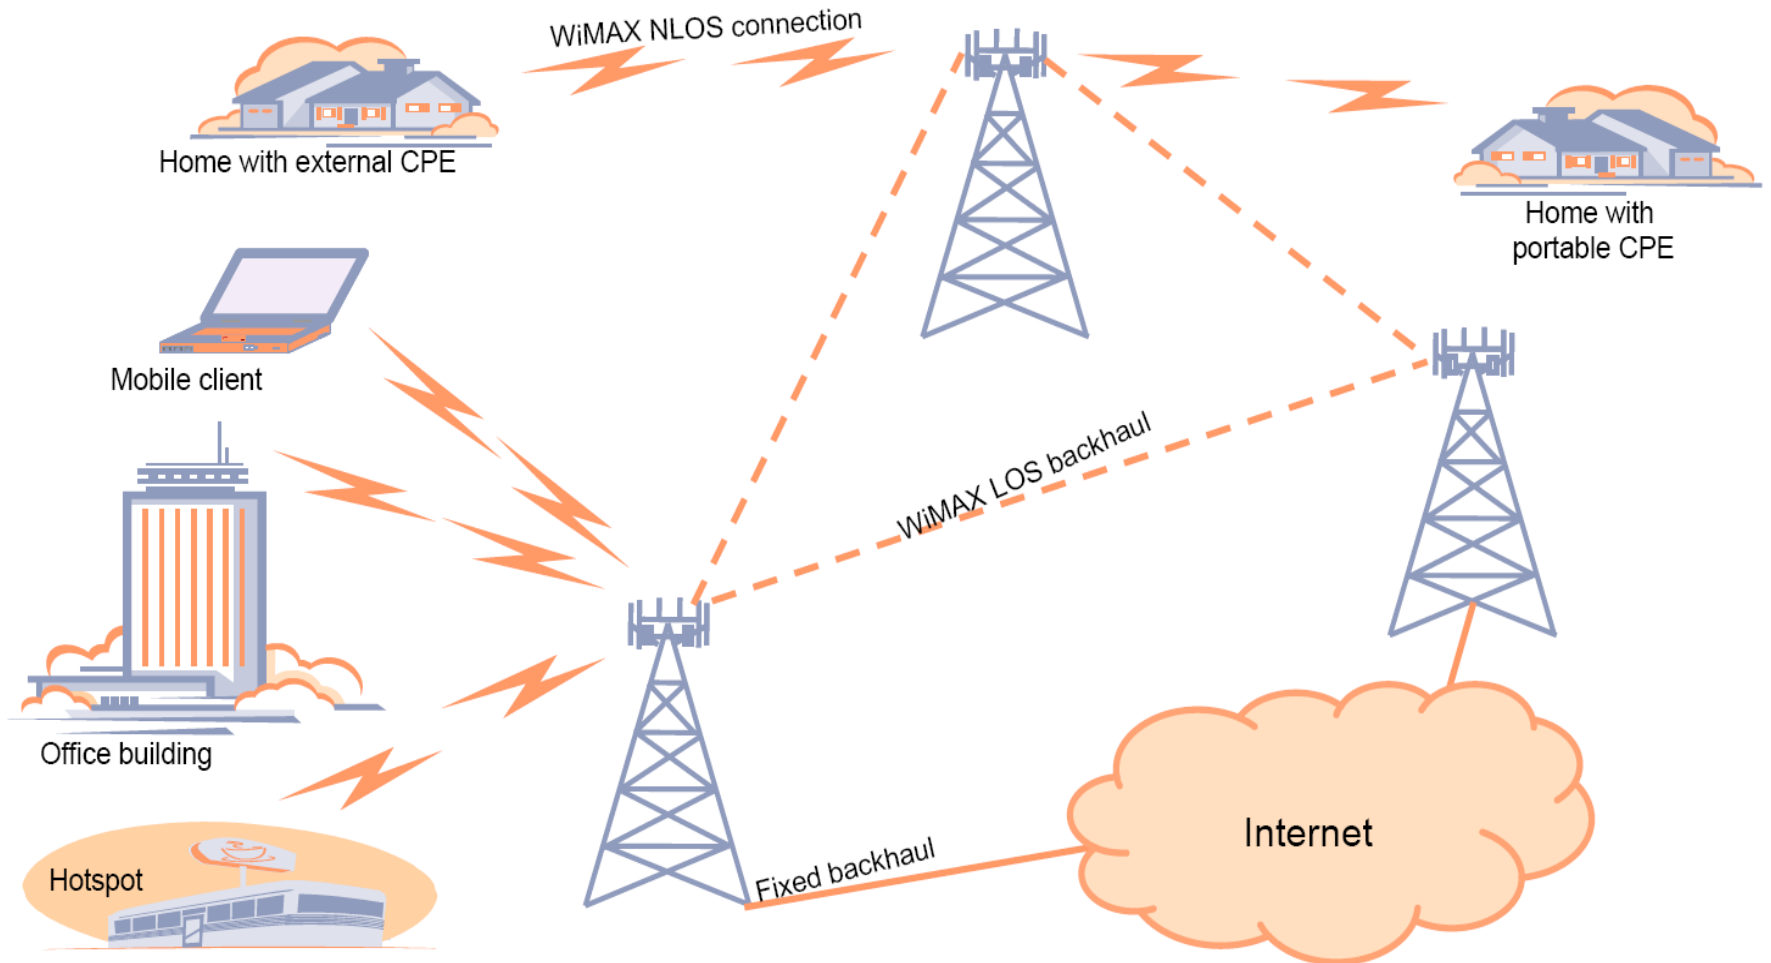 WiMAX NLOS connection
Home with external CPE
Home with
portable CPE
Mobile client
WiMAX LOS backhaul
Office building
Internet
Fixed backhaul
Hotspot